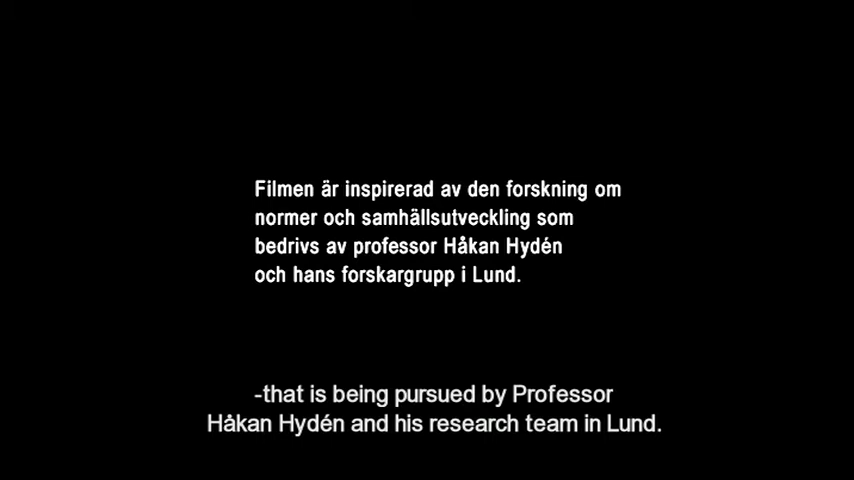 Filmen är inspirerad av den forskning om
normer och samhällsutveckling som
bedrivs av professor Håkan Hydén
och hans forskargrupp i Lund.
-that is being pursued by Professor
Håkan Hydén and his research team in Lund.